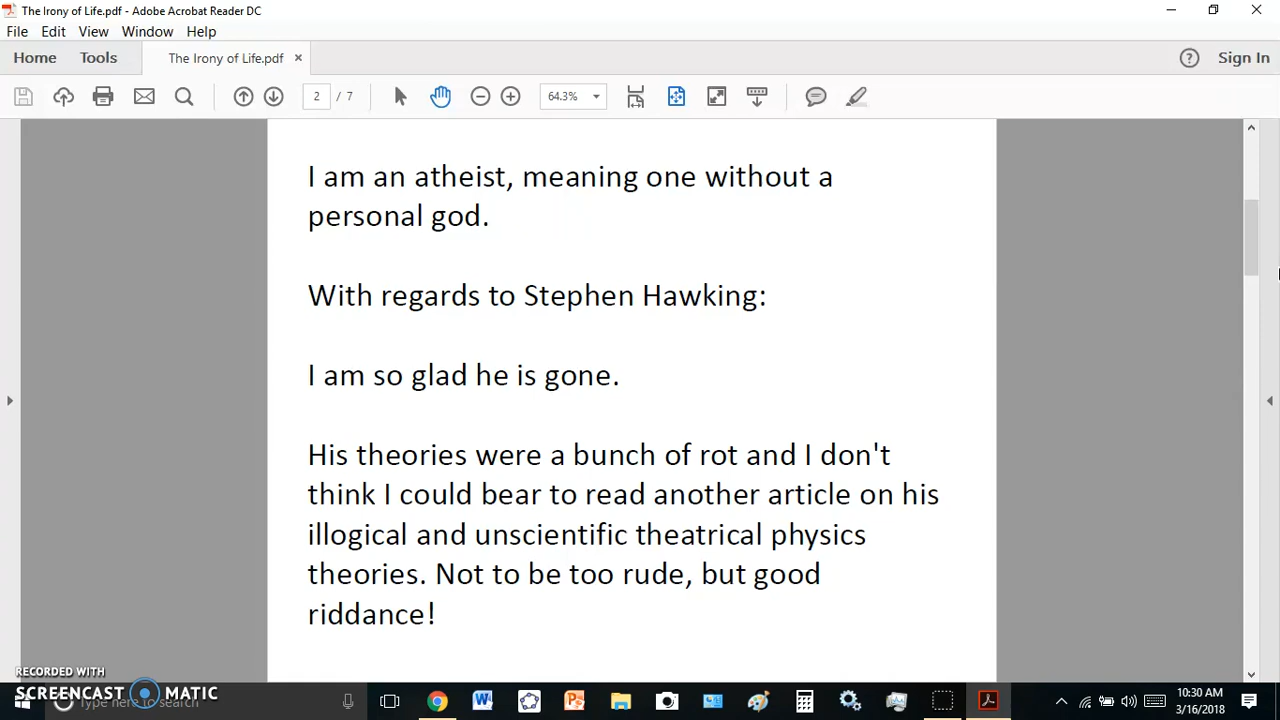 The Irony of Life.pdf - Adobe Acrobat Reader DC
File Edit View Window Help
Home Tools The Irony of Life.pdf × Sign In
2 / 7 64.3%
I am an atheist, meaning one without a
personal god.
With regards to Stephen Hawking:
I am so glad he is gone.
His theories were a bunch of rot and I don't
think I could bear to read another article on his
illogical and unscientific theatrical physics
theories. Not to be too rude, but good
riddance!
RECORDED WITH
SCREENCAST MATIC
Type here to search
10:30 AM
3/16/2018